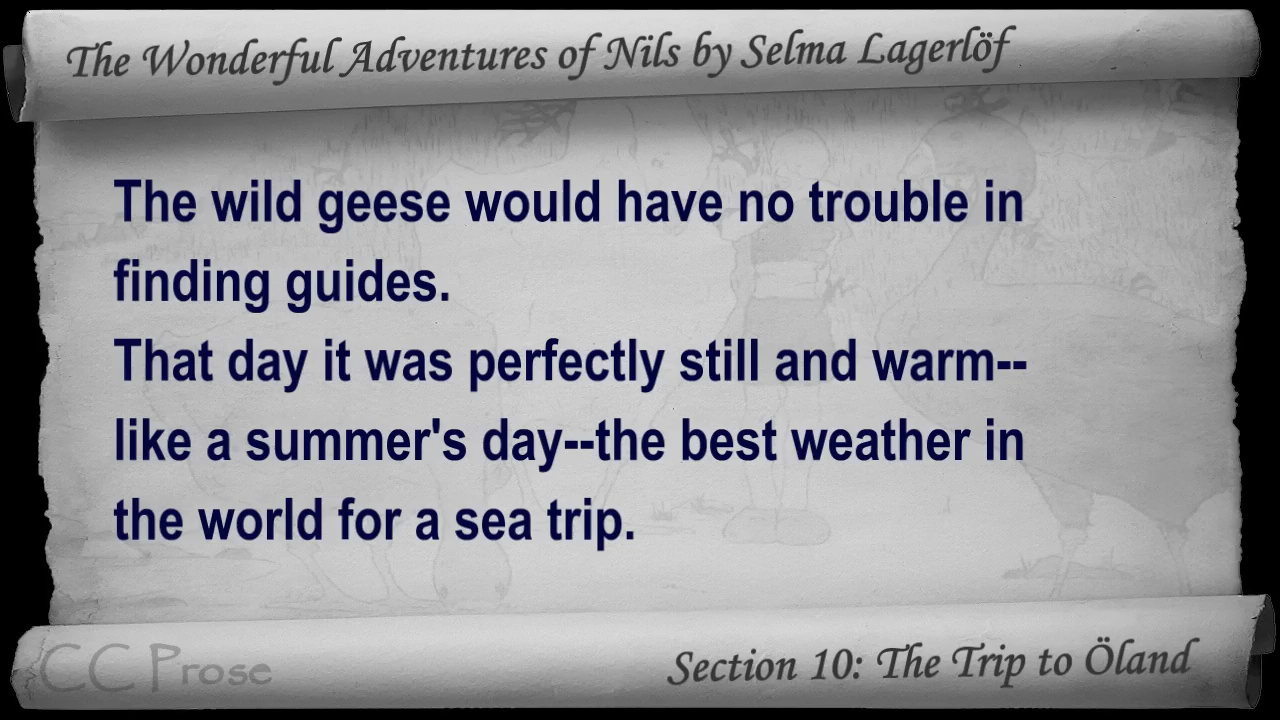 The Wonderful Adventures of Nils by Selma Lagerlöf
The wild geese would have no trouble in
finding guides.
That day it was perfectly still and warm--
like a summer's day--the best weather in
the world for a sea trip.
CC Prose
Section 10: The Trip to Öland